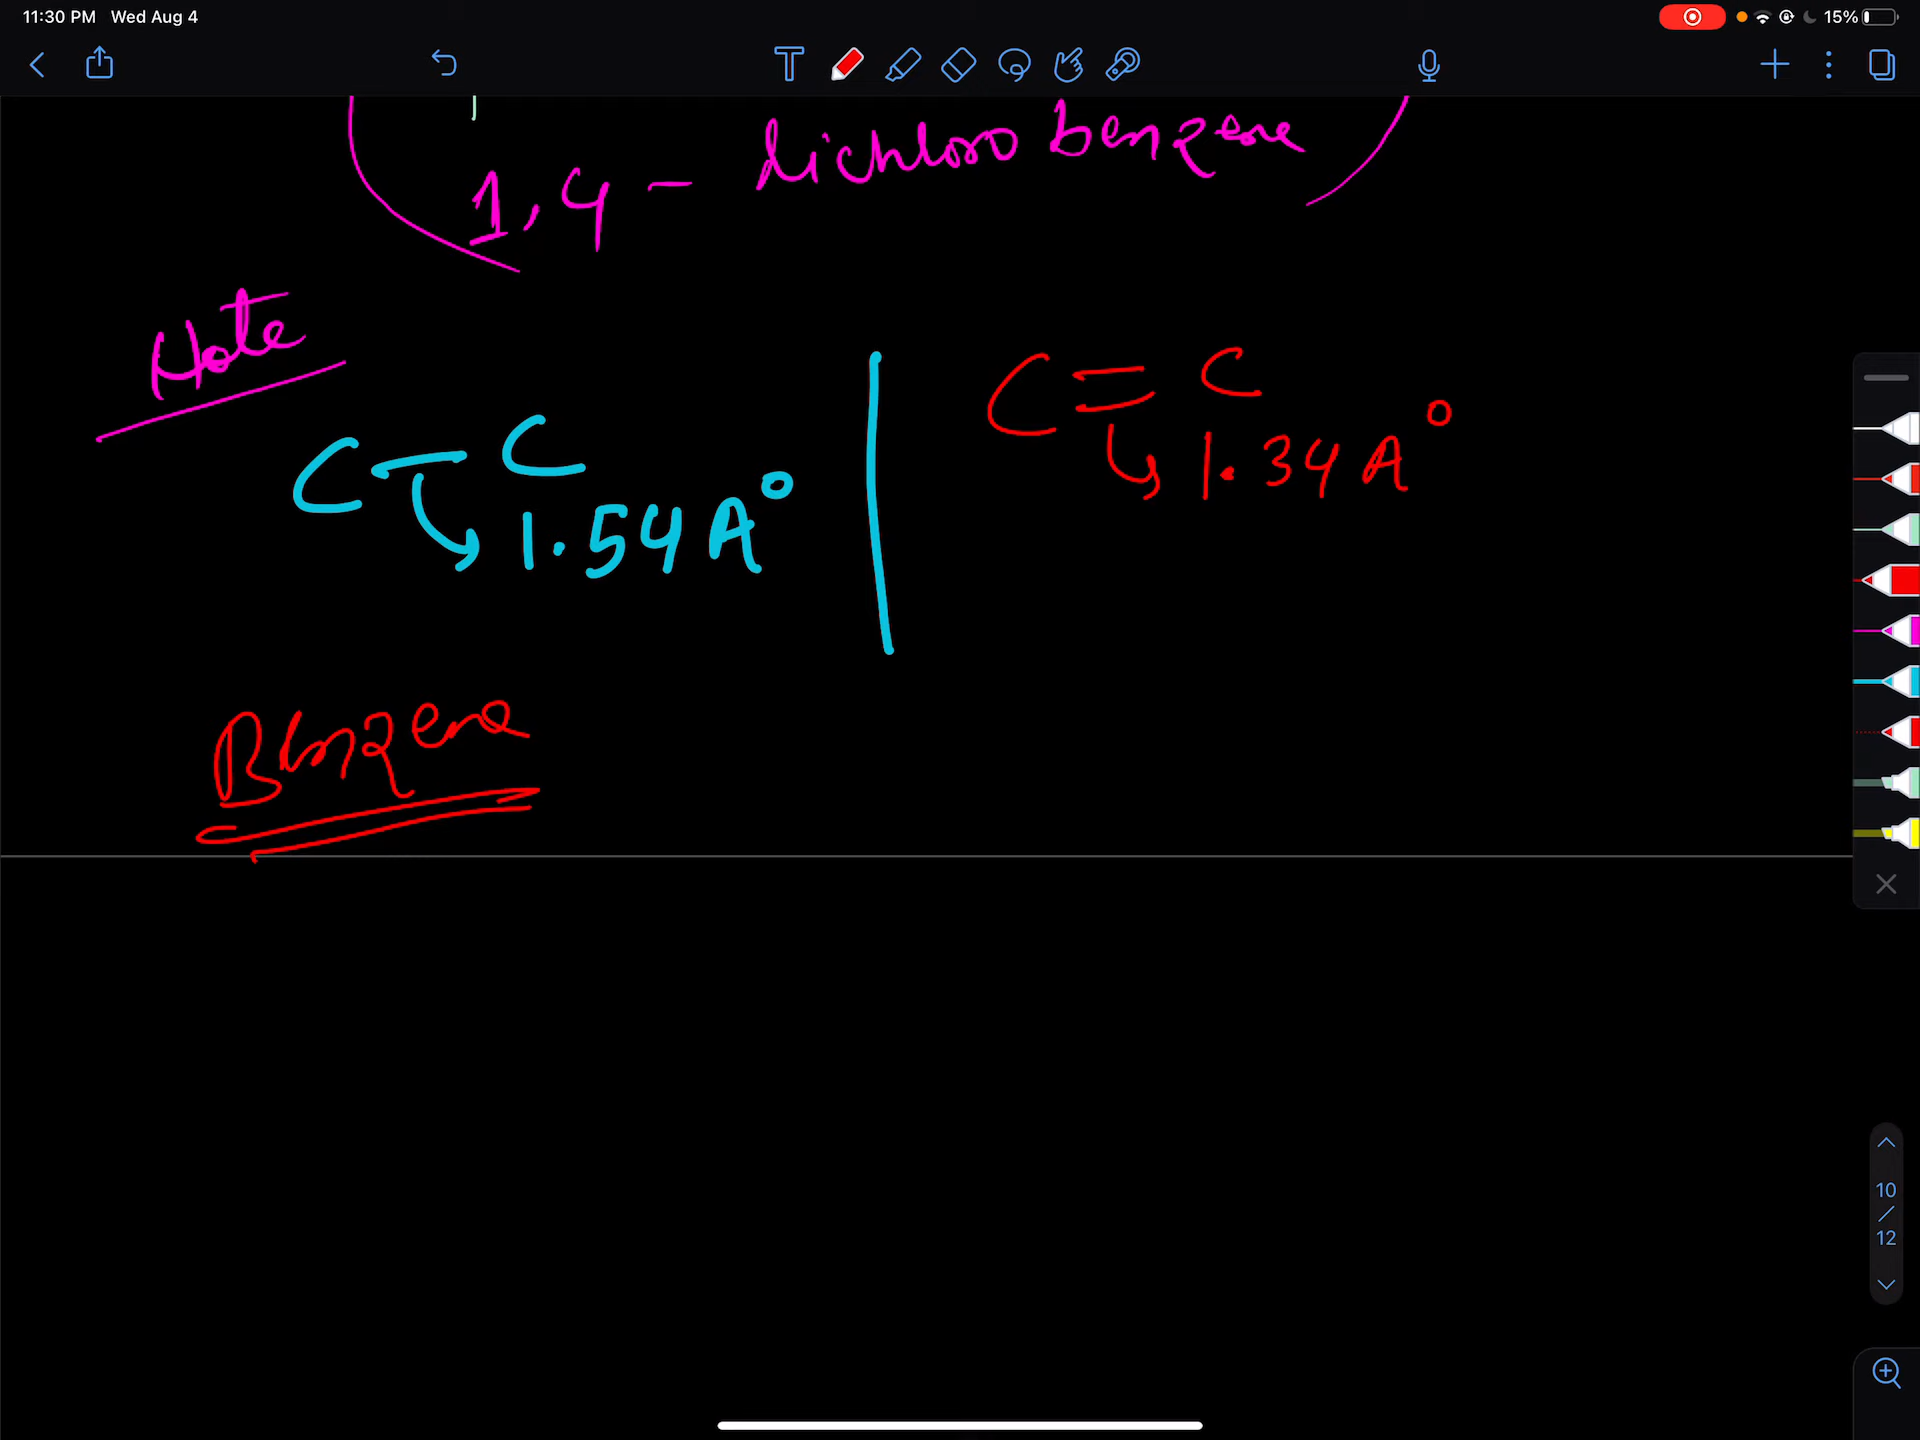 11:30 PM Wed Aug 4
15%
1,4 - dichloro benzene
Note
C - C
1.54 A°
C = C
1.34 A°
Benzene
10
/
12